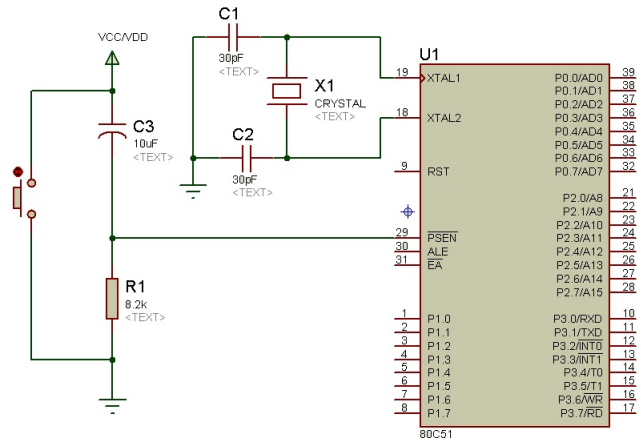 C1
30pF
<TEXT>
VCC/VDD
C3
10uF
<TEXT>
X1
CRYSTAL
<TEXT>
C2
30pF
<TEXT>
R1
8.2k
<TEXT>
U1
19 XTAL1
18 XTAL2
9 RST
29 PSEN
30 ALE
31 EA
1 P1.0
2 P1.1
3 P1.2
4 P1.3
5 P1.4
6 P1.5
7 P1.6
8 P1.7
P0.0/AD0 39
P0.1/AD1 38
P0.2/AD2 37
P0.3/AD3 36
P0.4/AD4 35
P0.5/AD5 34
P0.6/AD6 33
P0.7/AD7 32
P2.0/A8 21
P2.1/A9 22
P2.2/A10 23
P2.3/A11 24
P2.4/A12 25
P2.5/A13 26
P2.6/A14 27
P2.7/A15 28
P3.0/RXD 10
P3.1/TXD 11
P3.2/INT0 12
P3.3/INT1 13
P3.4/T0 14
P3.5/T1 15
P3.6/WR 16
P3.7/RD 17
80C51